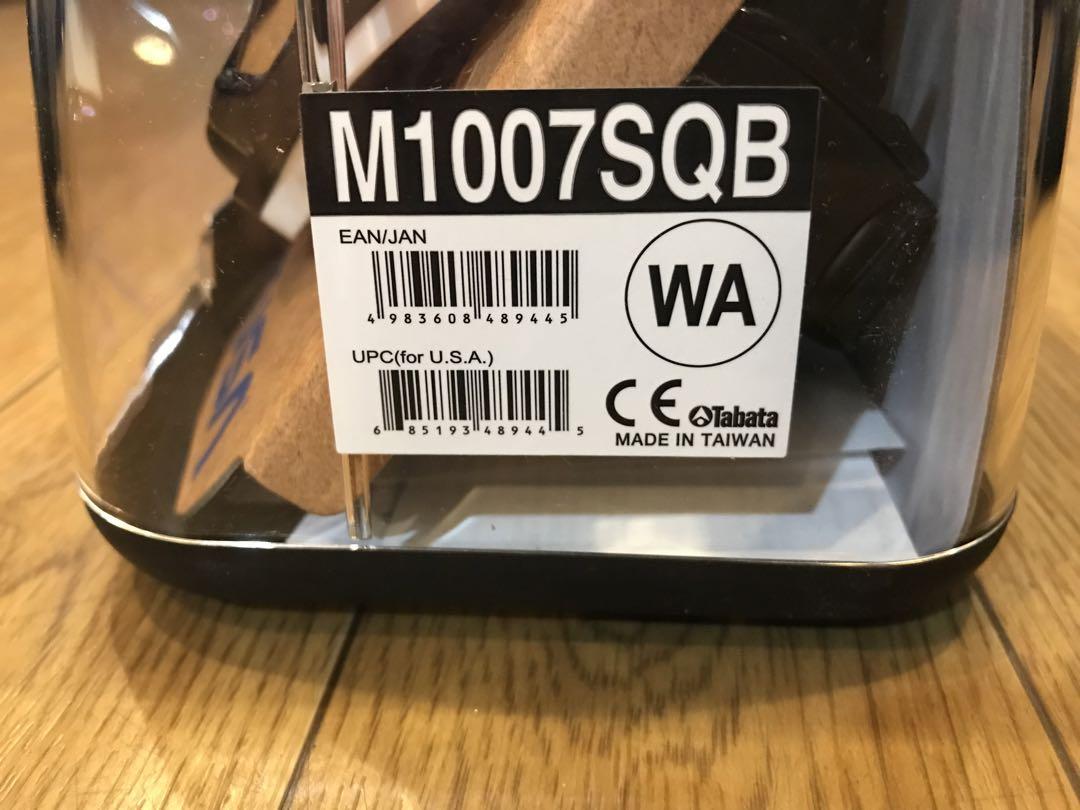 M1007SQB
EAN/JAN
4 983608 489445
WA
UPC(for U.S.A.)
6 85193 48944 5
CE Tabata
MADE IN TAIWAN